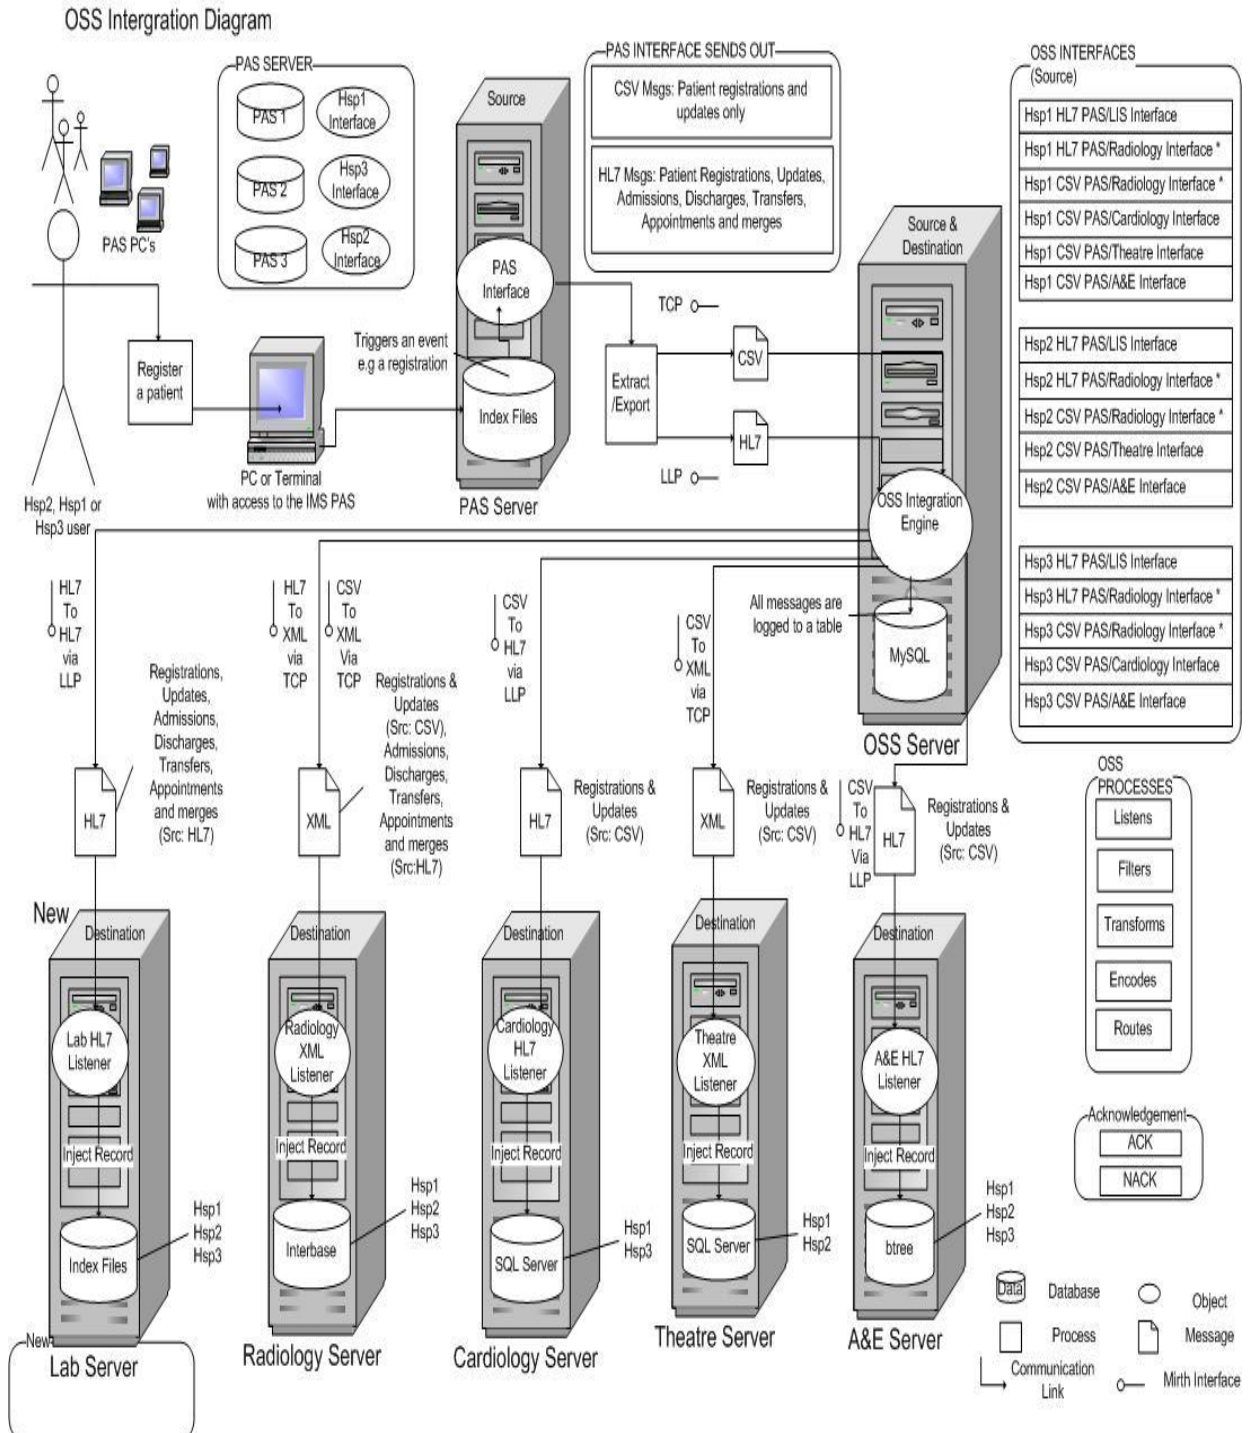 OSS Intergration Diagram
PAS SERVER
PAS 1
Hsp1
Interface
PAS 2
Hsp3
Interface
PAS 3
Hsp2
Interface
PAS PC's
Source
PAS INTERFACE SENDS OUT
CSV Msgs: Patient registrations and
updates only
HL7 Msgs: Patient Registrations, Updates,
Admissions, Discharges, Transfers,
Appointments and merges
OSS INTERFACES
(Source)
Hsp1 HL7 PAS/LIS Interface
Hsp1 HL7 PAS/Radiology Interface *
Hsp1 CSV PAS/Radiology Interface *
Hsp1 CSV PAS/Cardiology Interface
Hsp1 CSV PAS/Theatre Interface
Hsp1 CSV PAS/A&E Interface
Hsp2 HL7 PAS/LIS Interface
Hsp2 HL7 PAS/Radiology Interface *
Hsp2 CSV PAS/Radiology Interface *
Hsp2 CSV PAS/Theatre Interface
Hsp2 CSV PAS/A&E Interface
Hsp3 HL7 PAS/LIS Interface
Hsp3 HL7 PAS/Radiology Interface *
Hsp3 CSV PAS/Radiology Interface *
Hsp3 CSV PAS/Cardiology Interface
Hsp3 CSV PAS/A&E Interface
Source &
Destination
PAS
Interface
Triggers an event
e.g a registration
Index Files
PAS Server
Register
a patient
PC or Terminal
with access to the IMS PAS
Hsp2, Hsp1 or
Hsp3 user
TCP
Extract
/Export
CSV
HL7
LLP
OSS Integration
Engine
All messages are
logged to a table
MySQL
OSS Server
HL7
To
HL7
via
LLP
Registrations,
Updates,
Admissions,
Discharges,
Transfers,
Appointments
and merges
(Src: HL7)
HL7
HL7
To
XML
via
TCP
CSV
To
XML
Via
TCP
Registrations &
Updates
(Src: CSV),
Admissions,
Discharges,
Transfers,
Appointments
and merges
(Src:HL7)
XML
CSV
To
HL7
via
LLP
HL7
Registrations &
Updates
(Src: CSV)
CSV
To
XML
via
TCP
XML
Registrations &
Updates
(Src: CSV)
CSV
To
HL7
Via
LLP
HL7
Registrations &
Updates
(Src: CSV)
OSS
PROCESSES
Listens
Filters
Transforms
Encodes
Routes
Acknowledgement
ACK
NACK
New
Destination
Lab HL7
Listener
Inject Record
Index Files
Hsp1
Hsp2
Hsp3
New
Lab Server
Destination
Radiology
XML
Listener
Inject Record
Interbase
Hsp1
Hsp2
Hsp3
Radiology Server
Destination
Cardiology
HL7
Listener
Inject Record
SQL Server
Hsp1
Hsp3
Cardiology Server
Destination
Theatre
XML
Listener
Inject Record
SQL Server
Hsp1
Hsp2
Theatre Server
Destination
A&E HL7
Listener
Inject Record
btree
Hsp1
Hsp2
Hsp3
A&E Server
Data
Database
Object
Process
Message
Communication
Link
Mirth Interface